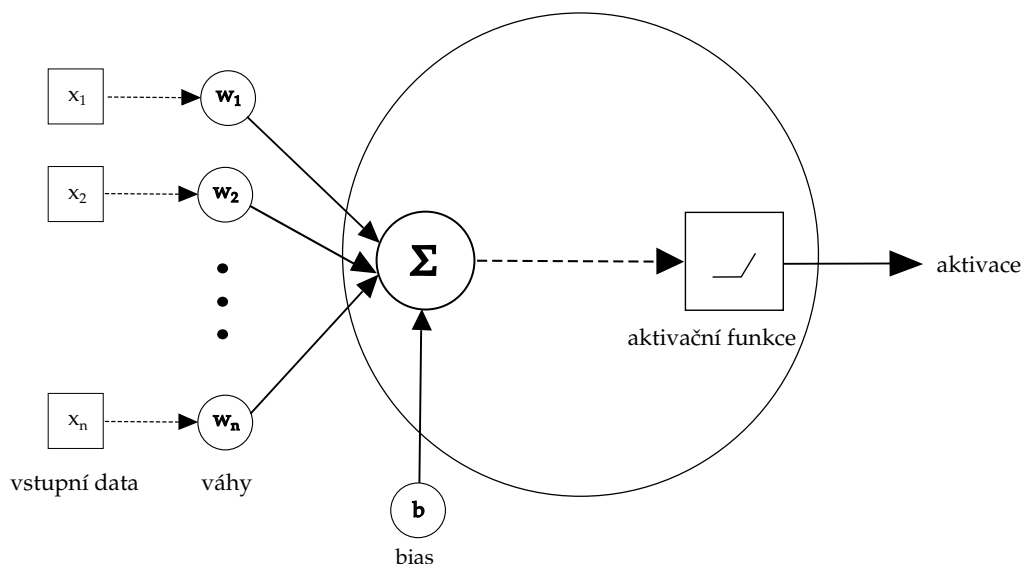 x₁
w₁
x₂
w₂
Σ
aktivace
aktivační funkce
xₙ
wₙ
vstupní data
váhy
b
bias